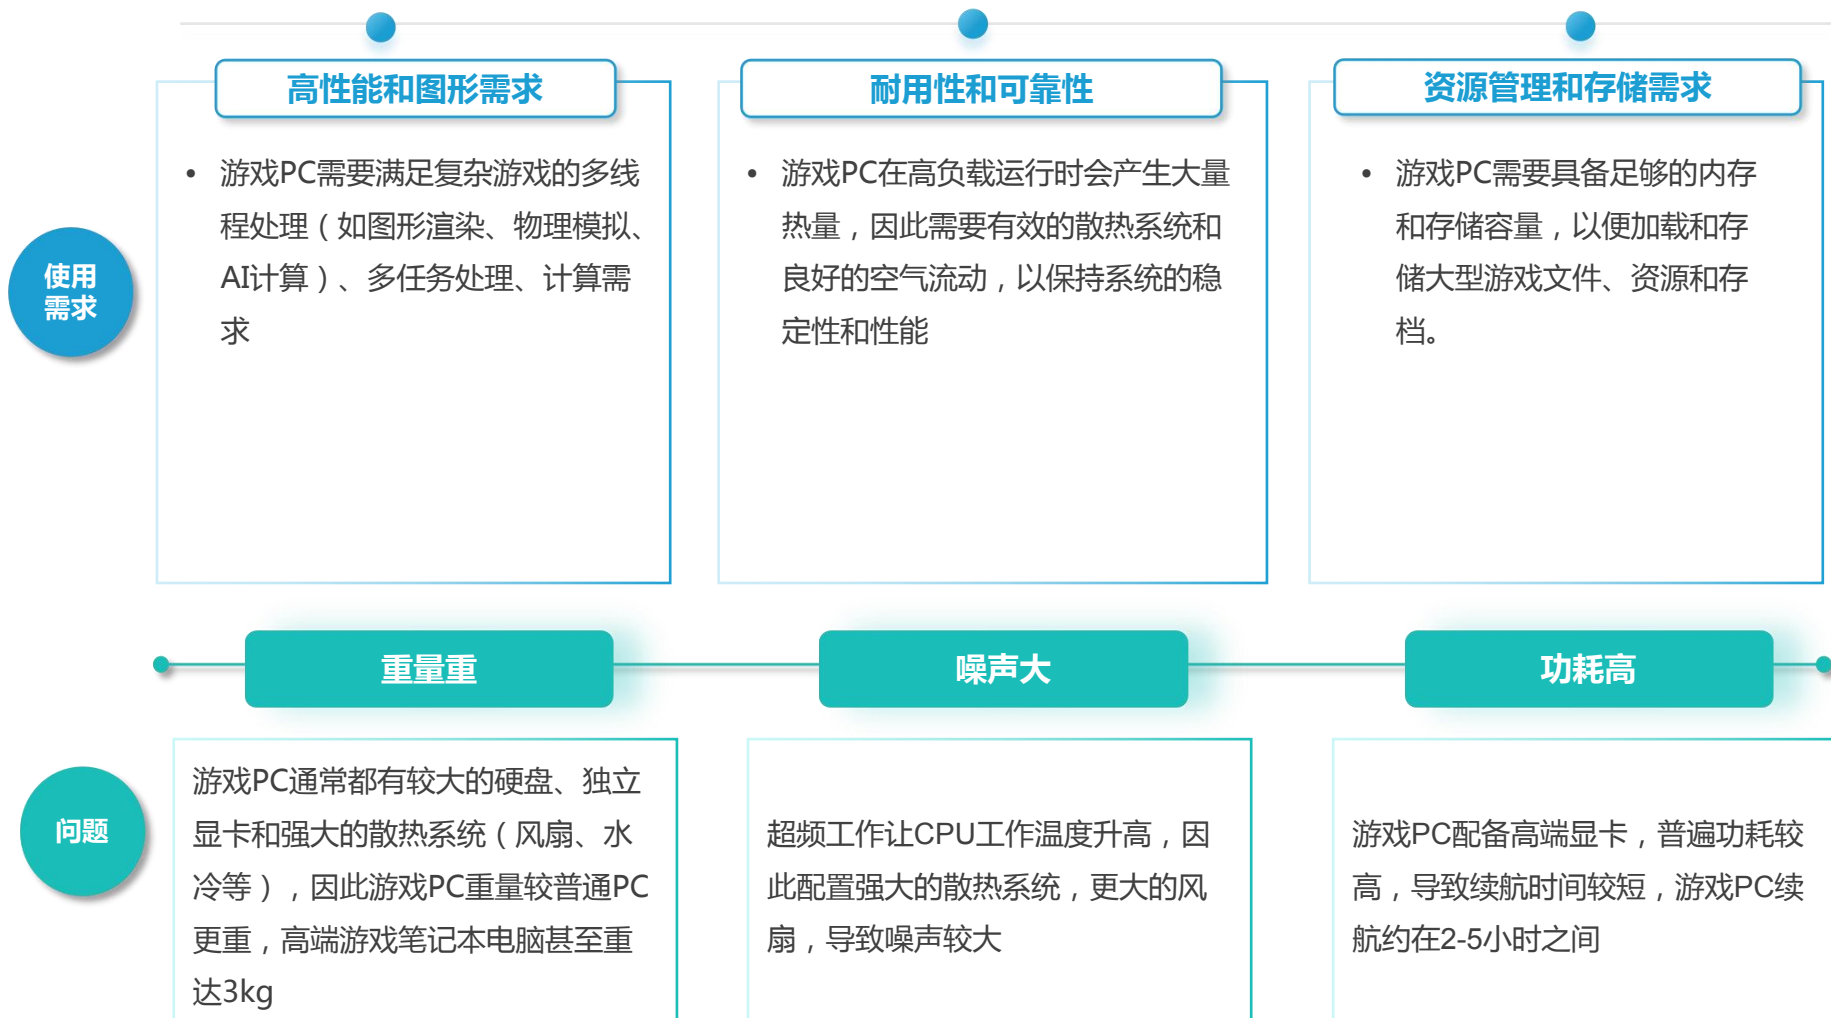 高性能和图形需求
耐用性和可靠性
资源管理和存储需求
使用
需求
• 游戏PC需要满足复杂游戏的多线
程处理（如图形渲染、物理模拟、
AI计算）、多任务处理、计算需
求
• 游戏PC在高负载运行时会产生大量
热量，因此需要有效的散热系统和
良好的空气流动，以保持系统的稳
定性和性能
• 游戏PC需要具备足够的内存
和存储容量，以便加载和存
储大型游戏文件、资源和存
档。
重量重
噪声大
功耗高
问题
游戏PC通常都有较大的硬盘、独立
显卡和强大的散热系统（风扇、水
冷等），因此游戏PC重量较普通PC
更重，高端游戏笔记本电脑甚至重
达3kg
超频工作让CPU工作温度升高，因
此配置强大的散热系统，更大的风
扇，导致噪声较大
游戏PC配备高端显卡，普遍功耗较
高，导致续航时间较短，游戏PC续
航约在2-5小时之间